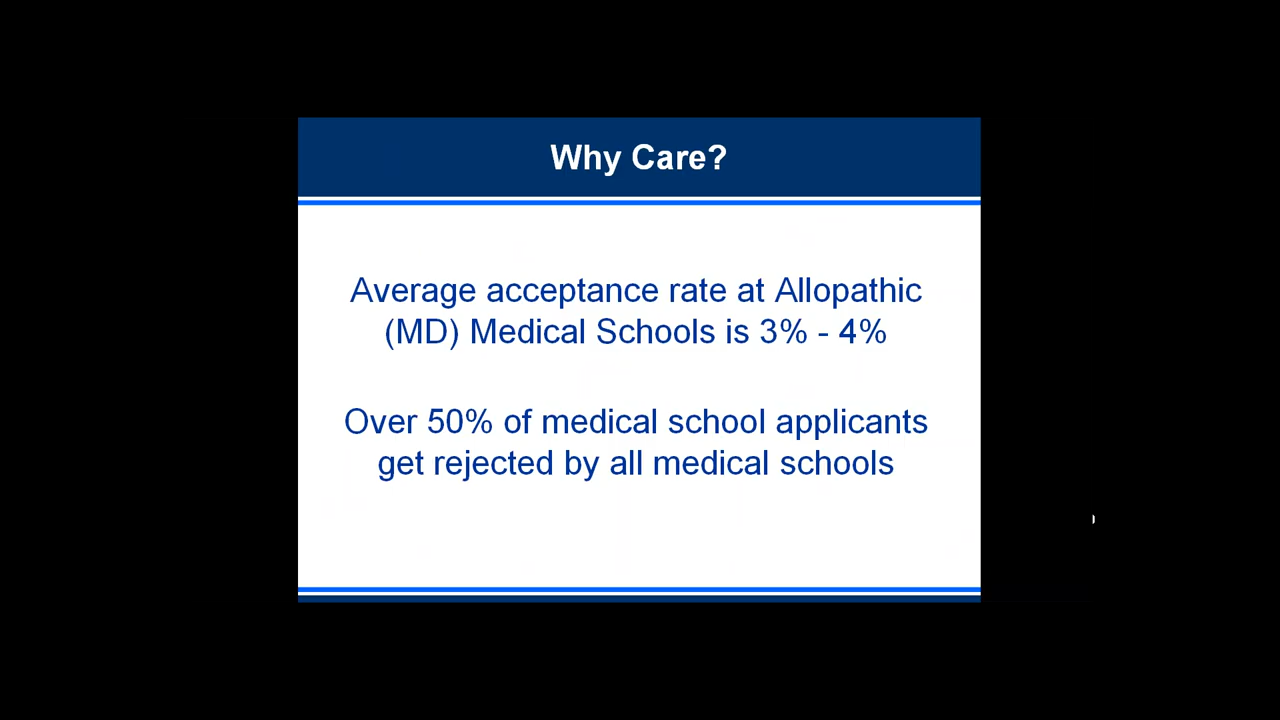 Why Care?
Average acceptance rate at Allopathic
(MD) Medical Schools is 3% - 4%
Over 50% of medical school applicants
get rejected by all medical schools